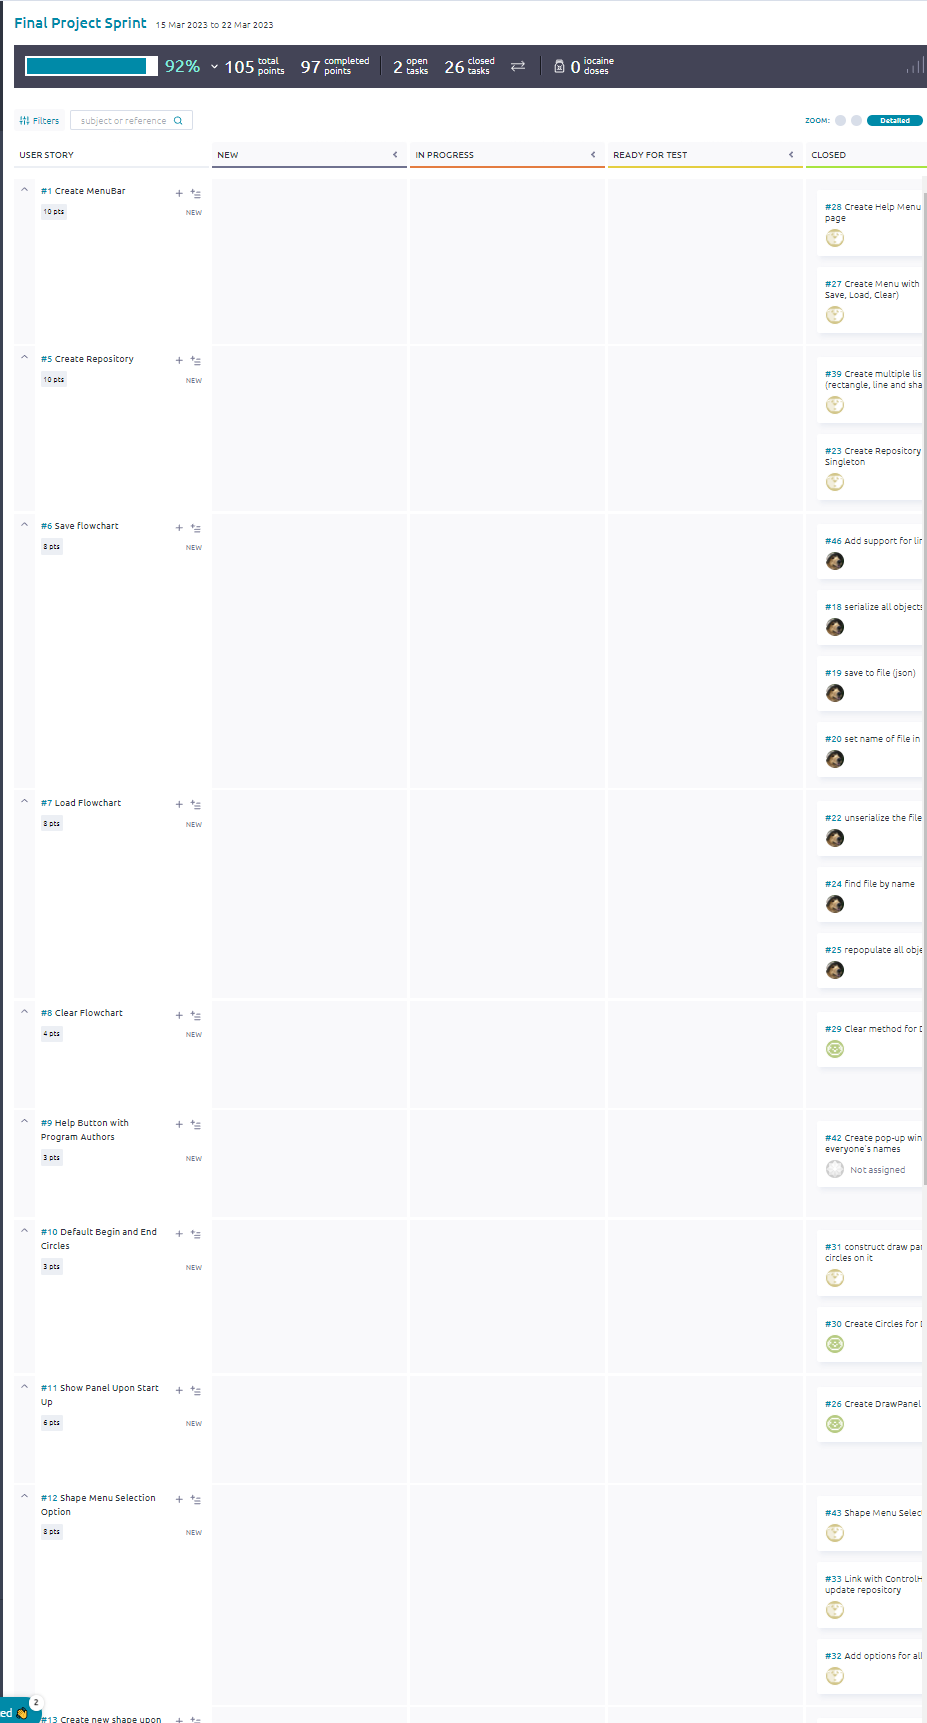 Final Project Sprint 15 Mar 2023 to 22 Mar 2023
92% 105 total points 97 completed points 2 open tasks 26 closed tasks 0 iocaine doses
Filters subject or reference ZOOM: Detailed
USER STORY NEW IN PROGRESS READY FOR TEST CLOSED
#1 Create MenuBar
10 pts NEW
#28 Create Help Menu
page
#27 Create Menu with
Save, Load, Clear)
#5 Create Repository
10 pts NEW
#39 Create multiple lis
(rectangle, line and sha
#23 Create Repository
Singleton
#6 Save flowchart
8 pts NEW
#46 Add support for lin
#18 serialize all objects
#19 save to file (json)
#20 set name of file in
#7 Load Flowchart
8 pts NEW
#22 unserialize the file
#24 find file by name
#25 repopulate all obje
#8 Clear Flowchart
4 pts NEW
#29 Clear method for D
#9 Help Button with
Program Authors
3 pts NEW
#42 Create pop-up win
everyone's names
Not assigned
#10 Default Begin and End
Circles
3 pts NEW
#31 construct draw pan
circles on it
#30 Create Circles for D
#11 Show Panel Upon Start
Up
6 pts NEW
#26 Create DrawPanel
#12 Shape Menu Selection
Option
8 pts NEW
#43 Shape Menu Selec
#33 Link with ControlH
update repository
#32 Add options for all
ed 2
#13 Create new shape upon